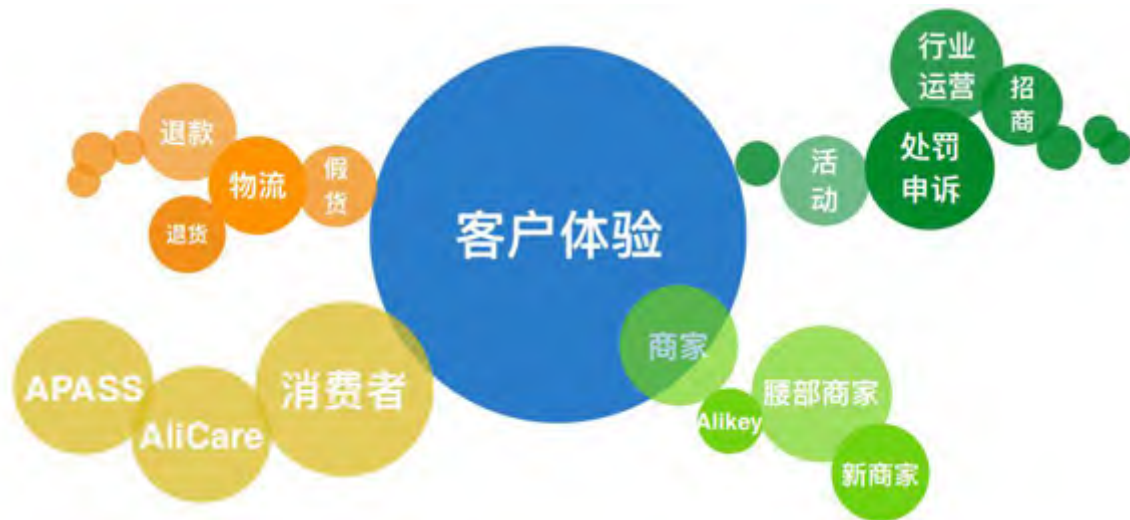 行业
运营
招
商
退款
物流
假
货
退货
活
动
处罚
申诉
客户体验
APASS
AliCare
消费者
商家
Alikey
腰部商家
新商家